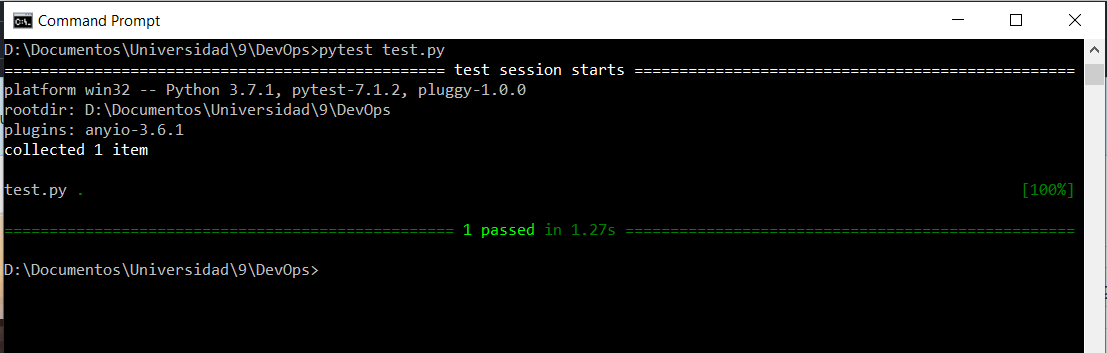 Command Prompt
D:\Documentos\Universidad\9\DevOps>pytest test.py
================================================= test session starts =================================================
platform win32 -- Python 3.7.1, pytest-7.1.2, pluggy-1.0.0
rootdir: D:\Documentos\Universidad\9\DevOps
plugins: anyio-3.6.1
collected 1 item
test.py . [100%]
================================================== 1 passed in 1.27s ==================================================
D:\Documentos\Universidad\9\DevOps>